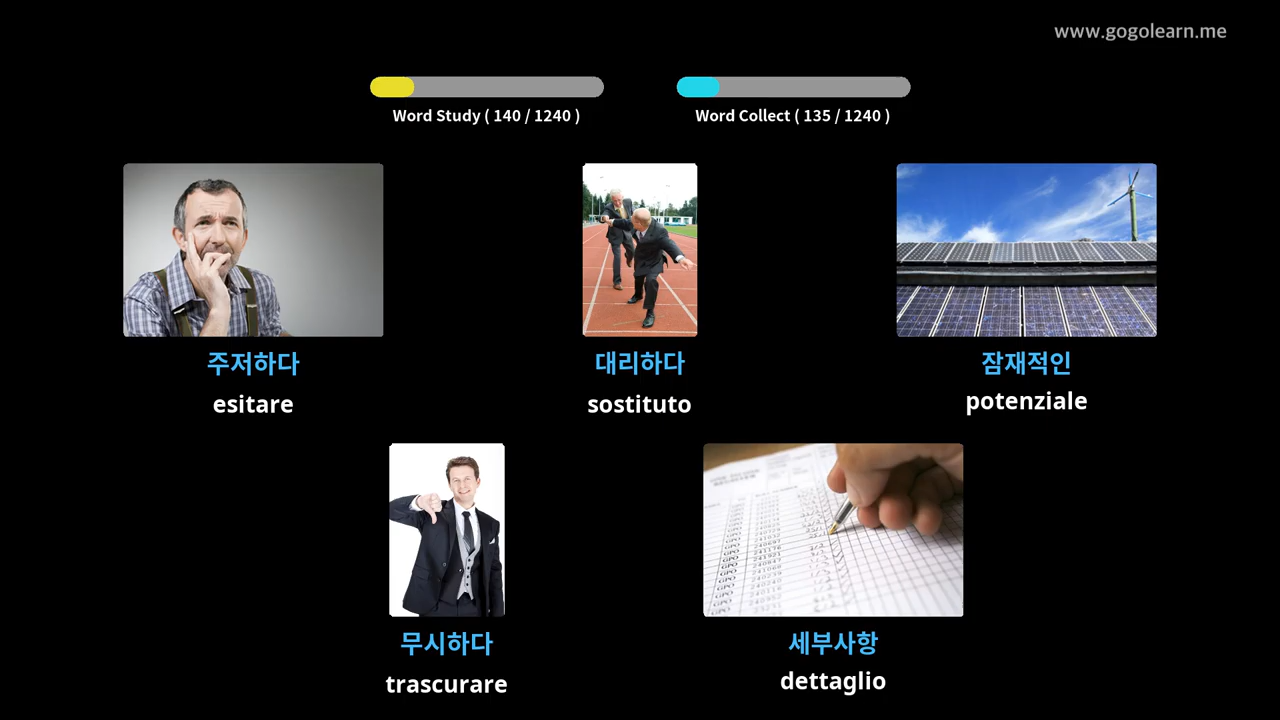 www.gogolearn.me
Word Study ( 140 / 1240 )
Word Collect ( 135 / 1240 )
주저하다
esitare
대리하다
sostituto
잠재적인
potenziale
무시하다
trascurare
세부사항
dettaglio